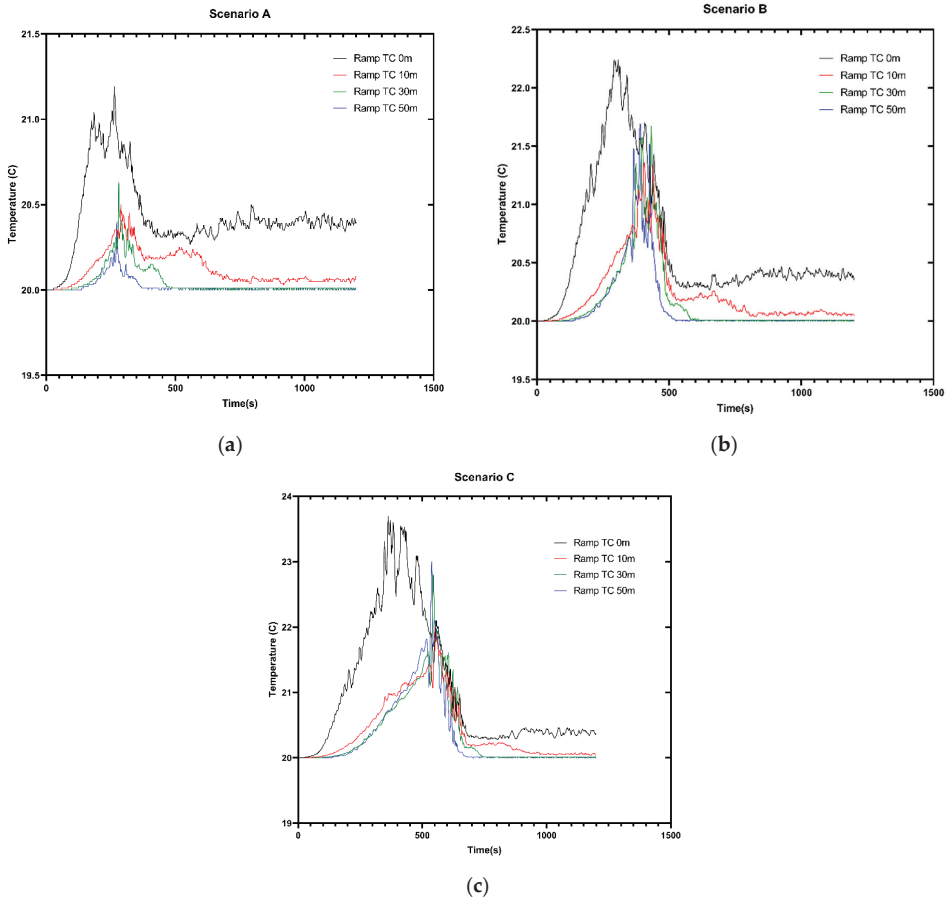 Scenario A
21.5
21.0
20.5
20.0
19.5
Temperature (C)
0
500
1000
1500
Time(s)
Ramp TC 0m
Ramp TC 10m
Ramp TC 30m
Ramp TC 50m
(a)
Scenario B
22.5
22.0
21.5
21.0
20.5
20.0
19.5
Temperature (C)
0
500
1000
1500
Time(s)
Ramp TC 0m
Ramp TC 10m
Ramp TC 30m
Ramp TC 50m
(b)
Scenario C
24
23
22
21
20
19
Temperature (C)
0
500
1000
1500
Time(s)
Ramp TC 0m
Ramp TC 10m
Ramp TC 30m
Ramp TC 50m
(c)